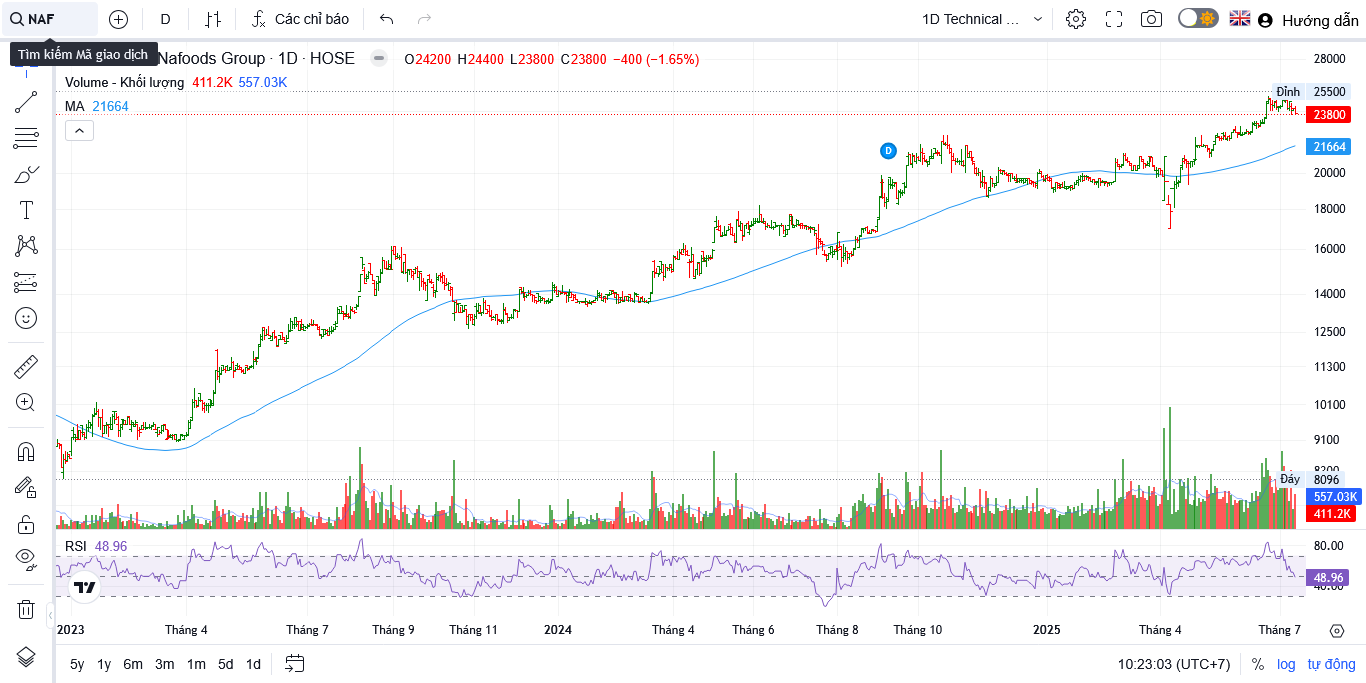 NAF
D
Các chỉ báo
1D Technical ...
Hướng dẫn
Tìm kiếm Mã giao dịch
Nafoods Group · 1D · HOSE
O24200 H24400 L23800 C23800 −400 (−1.65%)
Volume - Khối lượng 411.2K 557.03K
MA 21664
28000
Đỉnh 25500
23800
21664
20000
18000
16000
14000
12500
11300
10100
9100
8200
Đáy 8096
557.03K
411.2K
D
RSI 48.96
80.00
48.96
40.00
2023 Tháng 4 Tháng 7 Tháng 9 Tháng 11 2024 Tháng 4 Tháng 6 Tháng 8 Tháng 10 2025 Tháng 4 Tháng 7
5y 1y 6m 3m 1m 5d 1d
10:23:03 (UTC+7) % log tự động